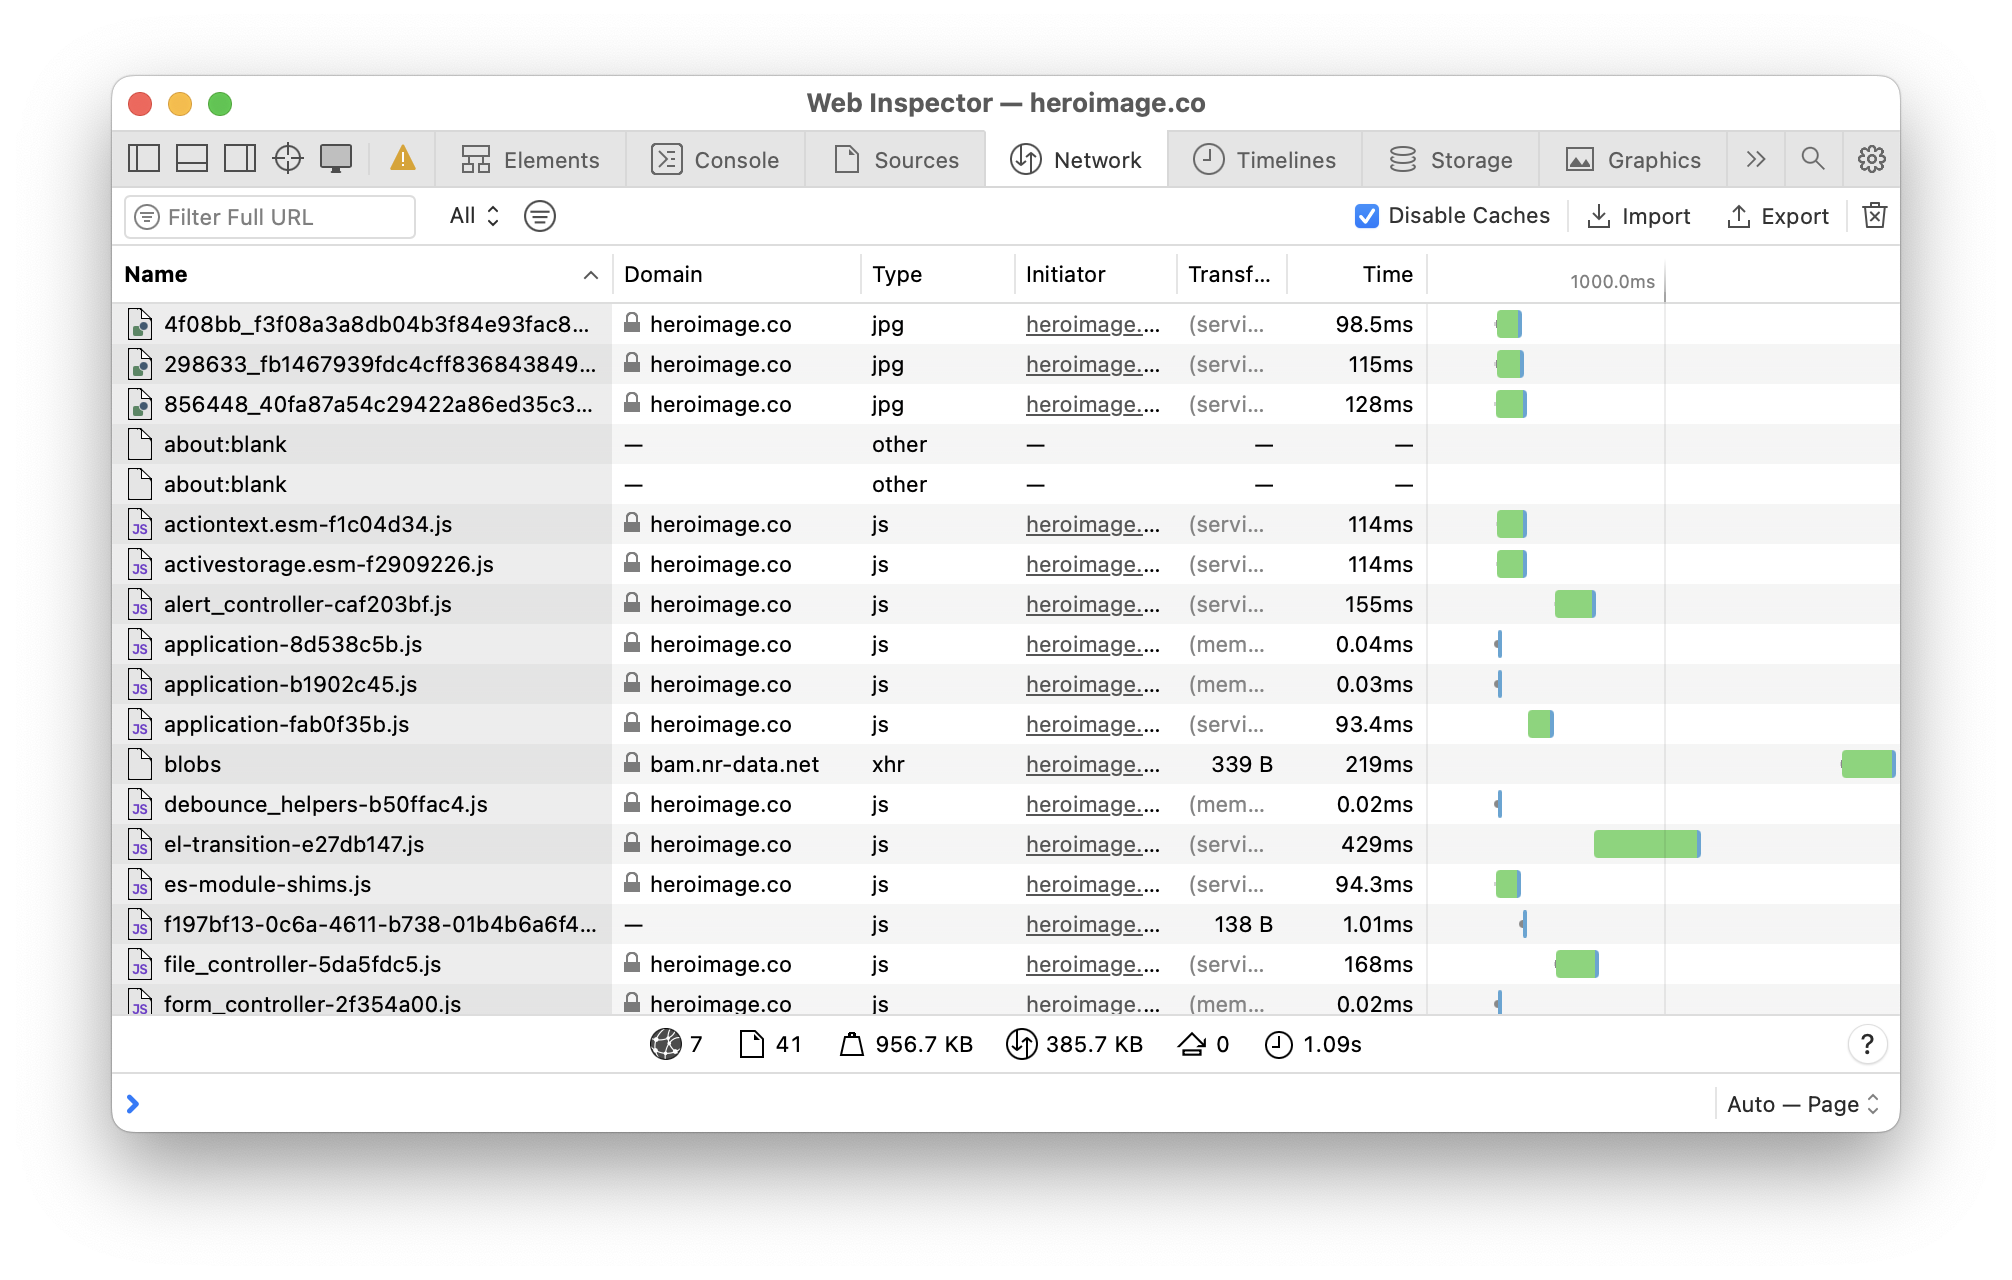 Web Inspector — heroimage.co
Elements Console Sources Network Timelines Storage Graphics
Filter Full URL All Disable Caches Import Export
Name Domain Type Initiator Transf... Time 1000.0ms
4f08bb_f3f08a3a8db04b3f84e93fac8... heroimage.co jpg heroimage.... (servi... 98.5ms
298633_fb1467939fdc4cff836843849... heroimage.co jpg heroimage.... (servi... 115ms
856448_40fa87a54c29422a86ed35c3... heroimage.co jpg heroimage.... (servi... 128ms
about:blank — other — — —
about:blank — other — — —
actiontext.esm-f1c04d34.js heroimage.co js heroimage.... (servi... 114ms
activestorage.esm-f2909226.js heroimage.co js heroimage.... (servi... 114ms
alert_controller-caf203bf.js heroimage.co js heroimage.... (servi... 155ms
application-8d538c5b.js heroimage.co js heroimage.... (mem... 0.04ms
application-b1902c45.js heroimage.co js heroimage.... (mem... 0.03ms
application-fab0f35b.js heroimage.co js heroimage.... (servi... 93.4ms
blobs bam.nr-data.net xhr heroimage.... 339 B 219ms
debounce_helpers-b50ffac4.js heroimage.co js heroimage.... (mem... 0.02ms
el-transition-e27db147.js heroimage.co js heroimage.... (servi... 429ms
es-module-shims.js heroimage.co js heroimage.... (servi... 94.3ms
f197bf13-0c6a-4611-b738-01b4b6a6f4... — js heroimage.... 138 B 1.01ms
file_controller-5da5fdc5.js heroimage.co js heroimage.... (servi... 168ms
form_controller-2f354a00.js heroimage.co js heroimage.... (mem... 0.02ms
7 41 956.7 KB 385.7 KB 0 1.09s ?
Auto — Page